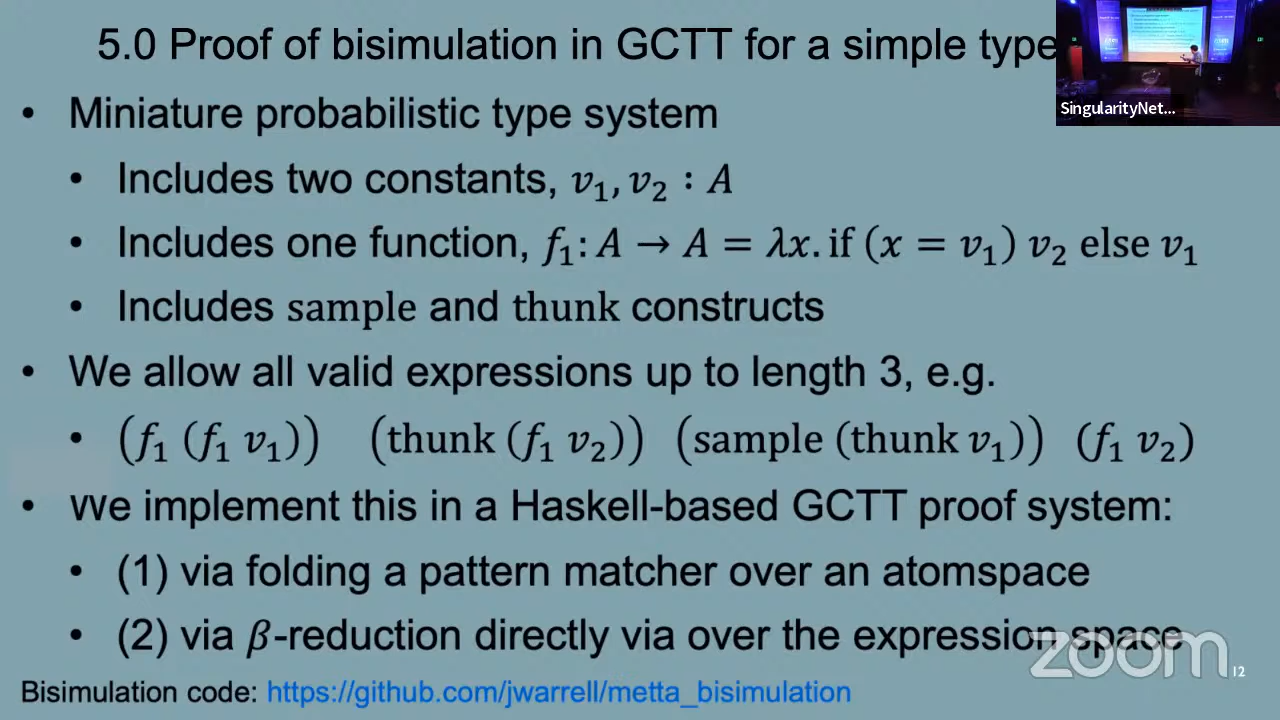 5.0 Proof of bisimulation in GCTT for a simple type
SingularityNet...
• Miniature probabilistic type system
• Includes two constants, v₁, v₂ : A
• Includes one function, f₁: A → A = λx. if (x = v₁) v₂ else v₁
• Includes sample and thunk constructs
• We allow all valid expressions up to length 3, e.g.
• (f₁ (f₁ v₁)) (thunk (f₁ v₂)) (sample (thunk v₁)) (f₁ v₂)
• We implement this in a Haskell-based GCTT proof system:
• (1) via folding a pattern matcher over an atomspace
• (2) via β-reduction directly via over the expression space
zoom
12
Bisimulation code: https://github.com/jwarrell/metta_bisimulation